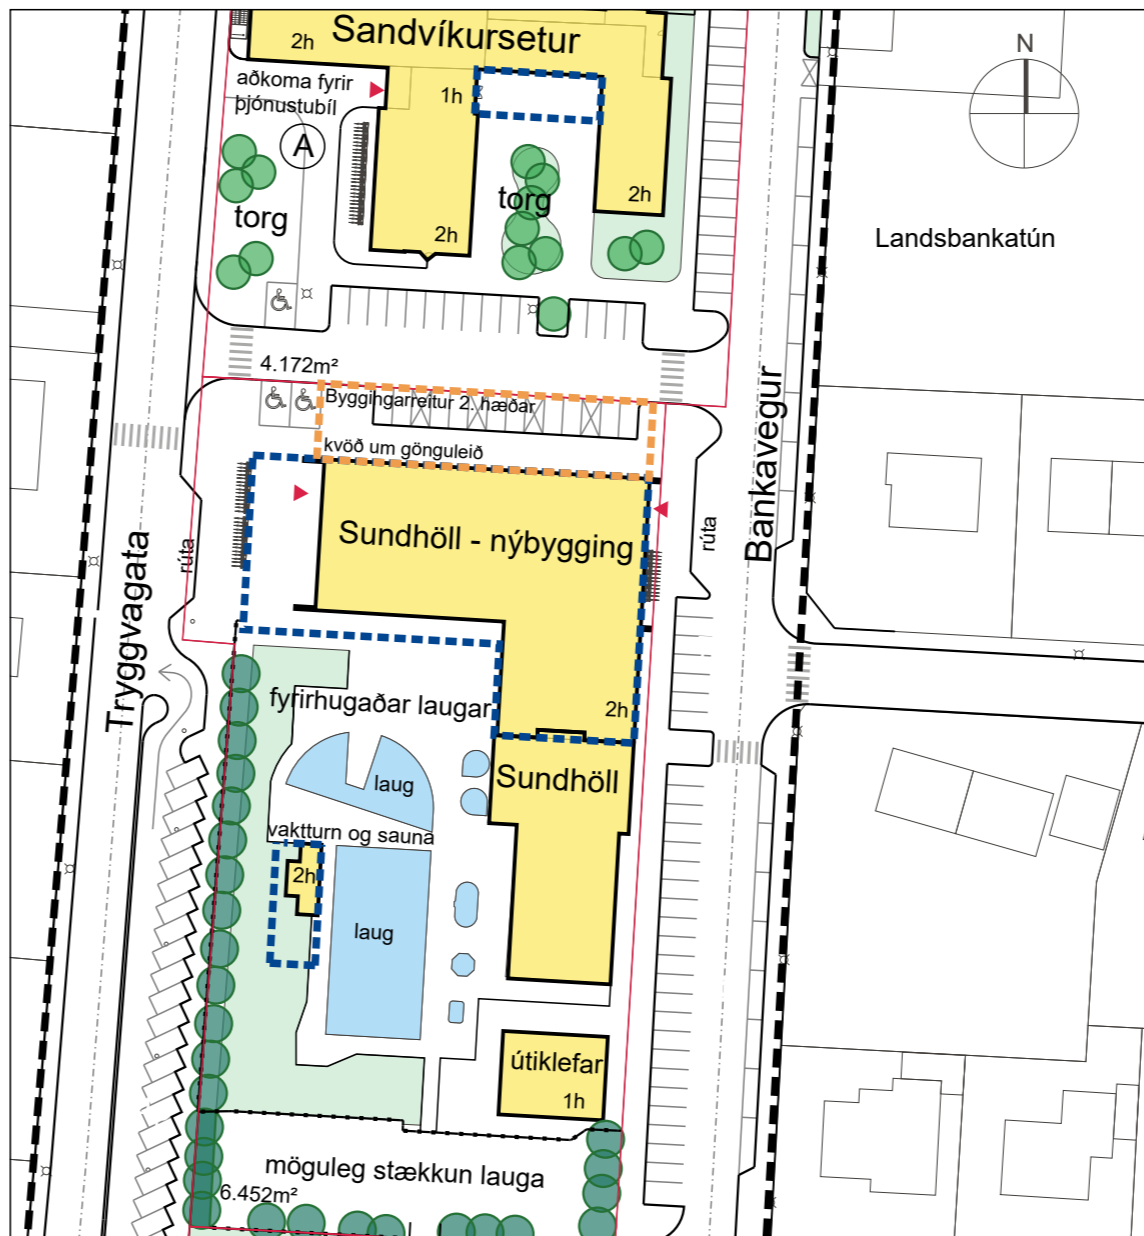 Sandvíkursetur
2h
aðkoma fyrir
þjónustubíl
1h
N
A
2h
torg
torg
2h
Landsbankatún
4.172m²
Byggingarreitur 2. hæðar
kvöð um gönguleið
Bankavegur
Sundhöll - nýbygging
rúta
rúta
Tryggvagata
fyrirhugaðar laugar
2h
Sundhöll
laug
vaktturn og sauna
2h
laug
útiklefar
1h
möguleg stækkun lauga
6.452m²